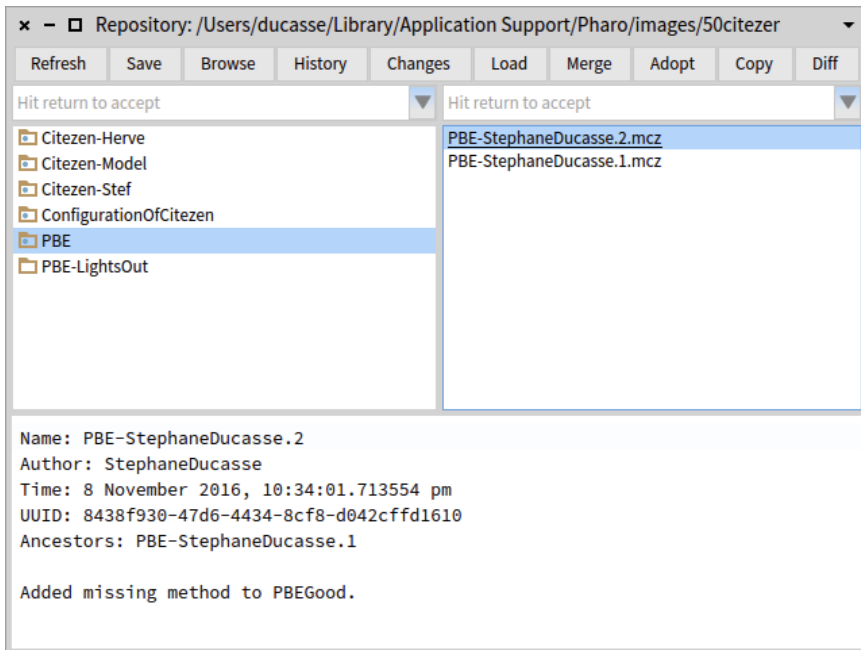 Repository: /Users/ducasse/Library/Application Support/Pharo/images/50citezer
Refresh Save Browse History Changes Load Merge Adopt Copy Diff
Hit return to accept Hit return to accept
Citezen-Herve
Citezen-Model
Citezen-Stef
ConfigurationOfCitezen
PBE
PBE-LightsOut
PBE-StephaneDucasse.2.mcz
PBE-StephaneDucasse.1.mcz
Name: PBE-StephaneDucasse.2
Author: StephaneDucasse
Time: 8 November 2016, 10:34:01.713554 pm
UUID: 8438f930-47d6-4434-8cf8-d042cffd1610
Ancestors: PBE-StephaneDucasse.1
Added missing method to PBEGood.